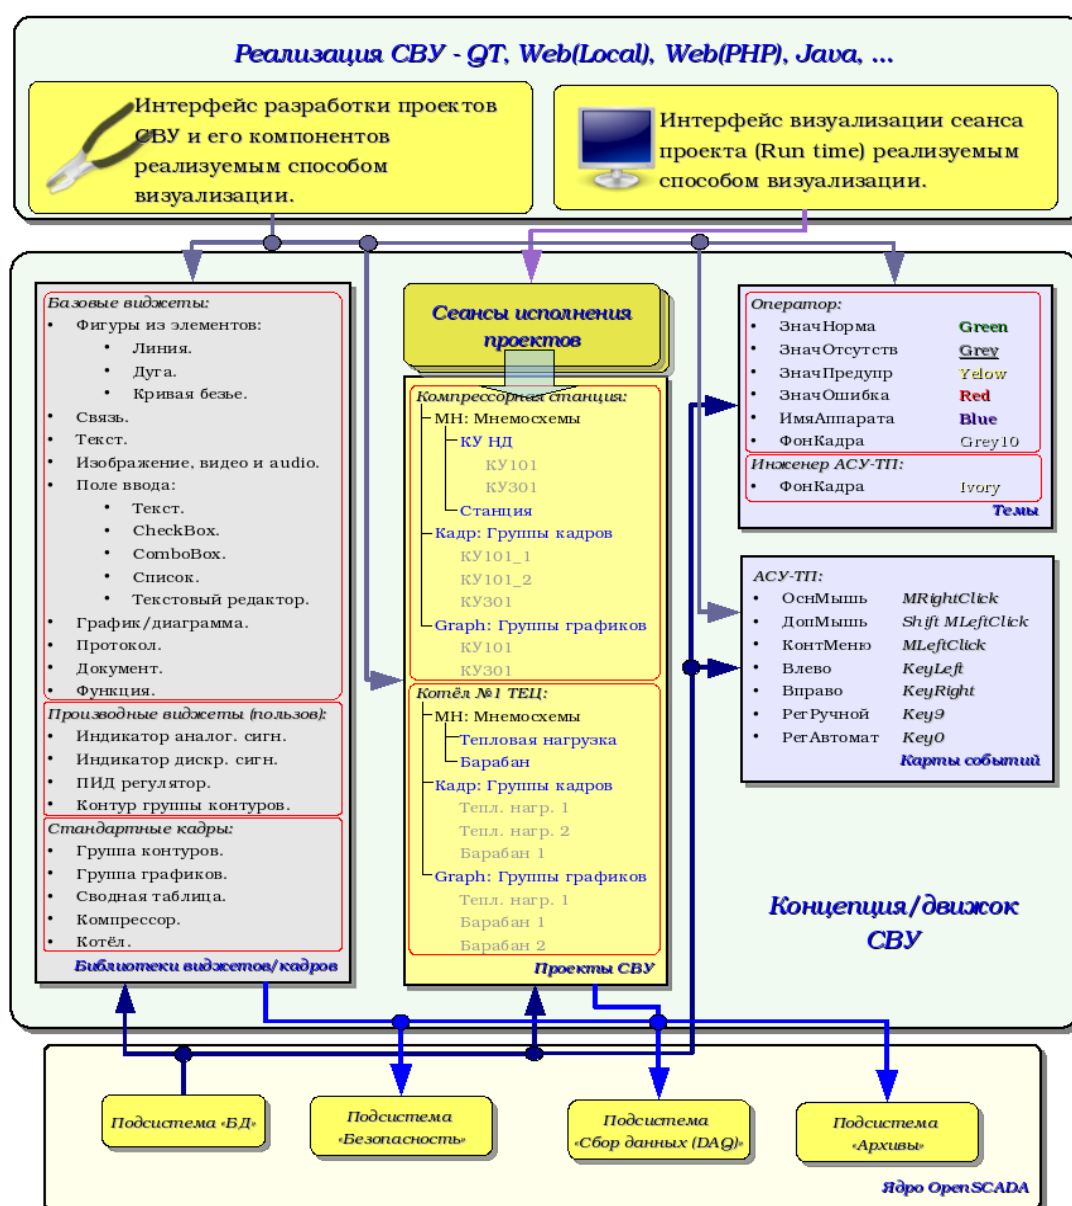 Реализация СВУ - QT, Web(Local), Web(PHP), Java, ...
Интерфейс разработки проектов
СВУ и его компонентов
реализуемым способом
визуализации.
Интерфейс визуализации сеанса
проекта (Run time) реализуемым
способом визуализации.
Базовые виджеты:
• Фигуры из элементов:
• Линия.
• Дуга.
• Кривая безье.
• Связь.
• Текст.
• Изображение, видео и audio.
• Поле ввода:
• Текст.
• CheckBox.
• ComboBox.
• Список.
• Текстовый редактор.
• График/диаграмма.
• Протокол.
• Документ.
• Функция.
Производные виджеты (пользов):
• Индикатор аналог. сигн.
• Индикатор дискр. сигн.
• ПИД регулятор.
• Контур группы контуров.
Стандартные кадры:
• Группа контуров.
• Группа графиков.
• Сводная таблица.
• Компрессор.
• Котёл.
Библиотеки виджетов/кадров
Сеансы исполнения
проектов
Компрессорная станция:
МН: Мнемосхемы
КУ НД
КУ101
КУ301
Станция
Кадр: Группы кадров
КУ101_1
КУ101_2
КУ301
Graph: Группы графиков
КУ101
КУ301
Котёл №1 ТЕЦ:
МН: Мнемосхемы
Тепловая нагрузка
Барабан
Кадр: Группы кадров
Тепл. нагр. 1
Тепл. нагр. 2
Барабан 1
Graph: Группы графиков
Тепл. нагр. 1
Барабан 1
Барабан 2
Проекты СВУ
Оператор:
• ЗначНорма Green
• ЗначОтсутств Grey
• ЗначПредупр Yelow
• ЗначОшибка Red
• ИмяАппарата Blue
• ФонКадра Grey10
Инженер АСУ-ТП:
• ФонКадра Ivory
Темы
АСУ-ТП:
• ОснМышь MRightClick
• ДопМышь Shift MLeftClick
• КонтМеню MLeftClick
• Влево KeyLeft
• Вправо KeyRight
• РегРучной Key9
• РегАвтомат Key0
Карты событий
Концепция/движок
СВУ
Подсистема «БД»
Подсистема
«Безопасность»
Подсистема
«Сбор данных (DAQ)»
Подсистема
«Архивы»
Ядро OpenSCADA